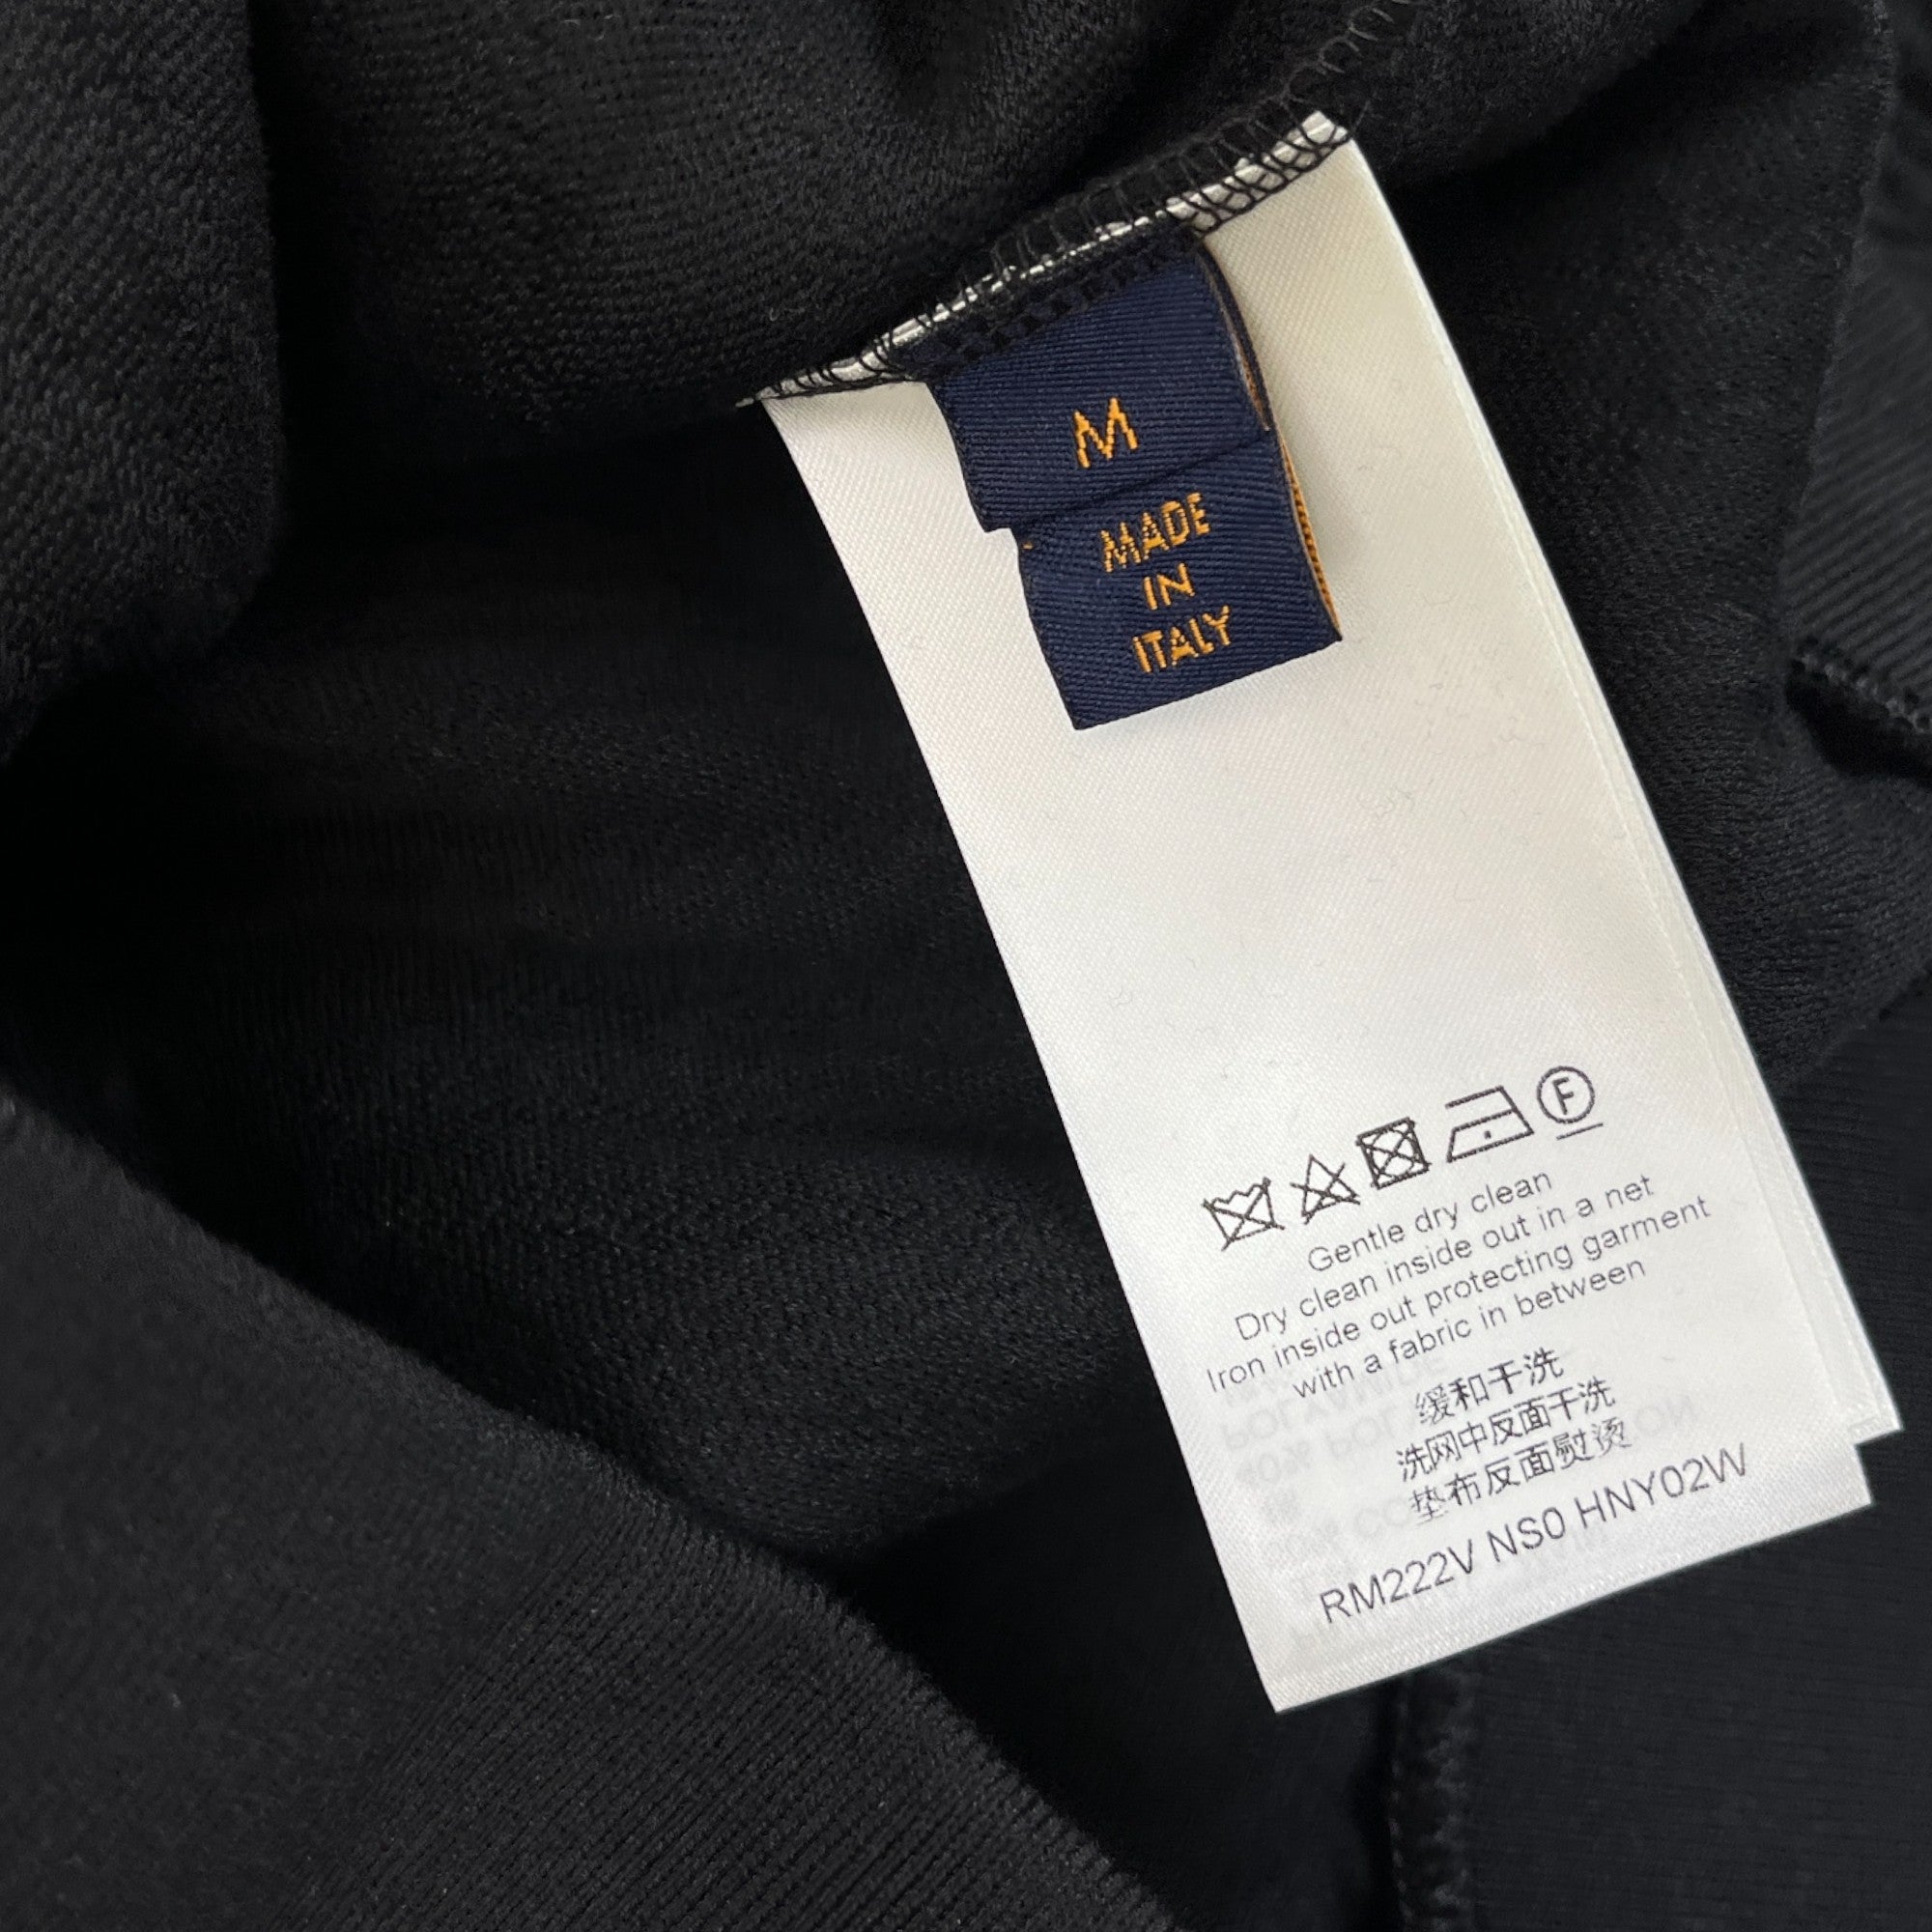 M
MADE
IN
ITALY
F
Gentle dry clean
Dry clean inside out in a net
Iron inside out protecting garment
with a fabric in between
缓和干洗
洗网中反面干洗
垫布反面熨烫
RM222V NS0 HNY02W